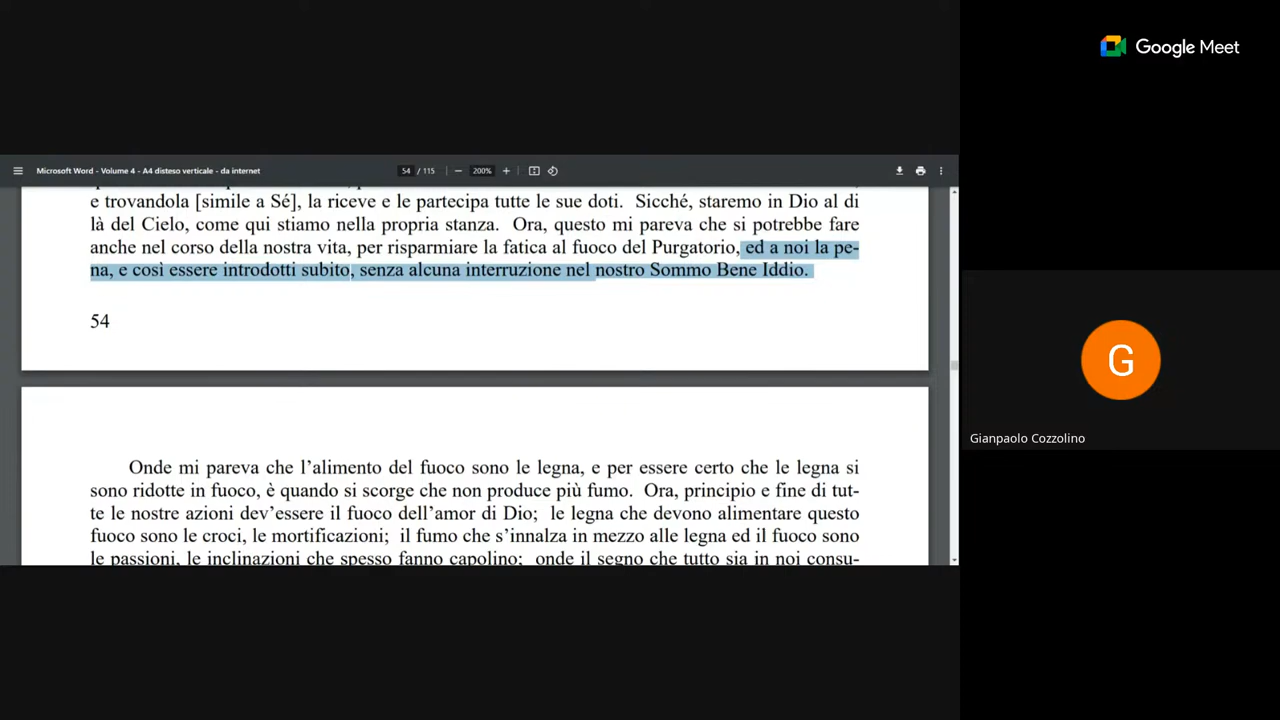 Google Meet
Microsoft Word - Volume 4 - A4 disteso verticale - da internet
54 / 115
200%
e trovandola [simile a Sé], la riceve e le partecipa tutte le sue doti. Sicché, staremo in Dio al di
là del Cielo, come qui stiamo nella propria stanza. Ora, questo mi pareva che si potrebbe fare
anche nel corso della nostra vita, per risparmiare la fatica al fuoco del Purgatorio, ed a noi la pe-
na, e così essere introdotti subito, senza alcuna interruzione nel nostro Sommo Bene Iddio.
54
Onde mi pareva che l’alimento del fuoco sono le legna, e per essere certo che le legna si
sono ridotte in fuoco, è quando si scorge che non produce più fumo. Ora, principio e fine di tut-
te le nostre azioni dev’essere il fuoco dell’amor di Dio; le legna che devono alimentare questo
fuoco sono le croci, le mortificazioni; il fumo che s’innalza in mezzo alle legna ed il fuoco sono
le passioni, le inclinazioni che spesso fanno capolino; onde il segno che tutto sia in noi consu-
G
Gianpaolo Cozzolino